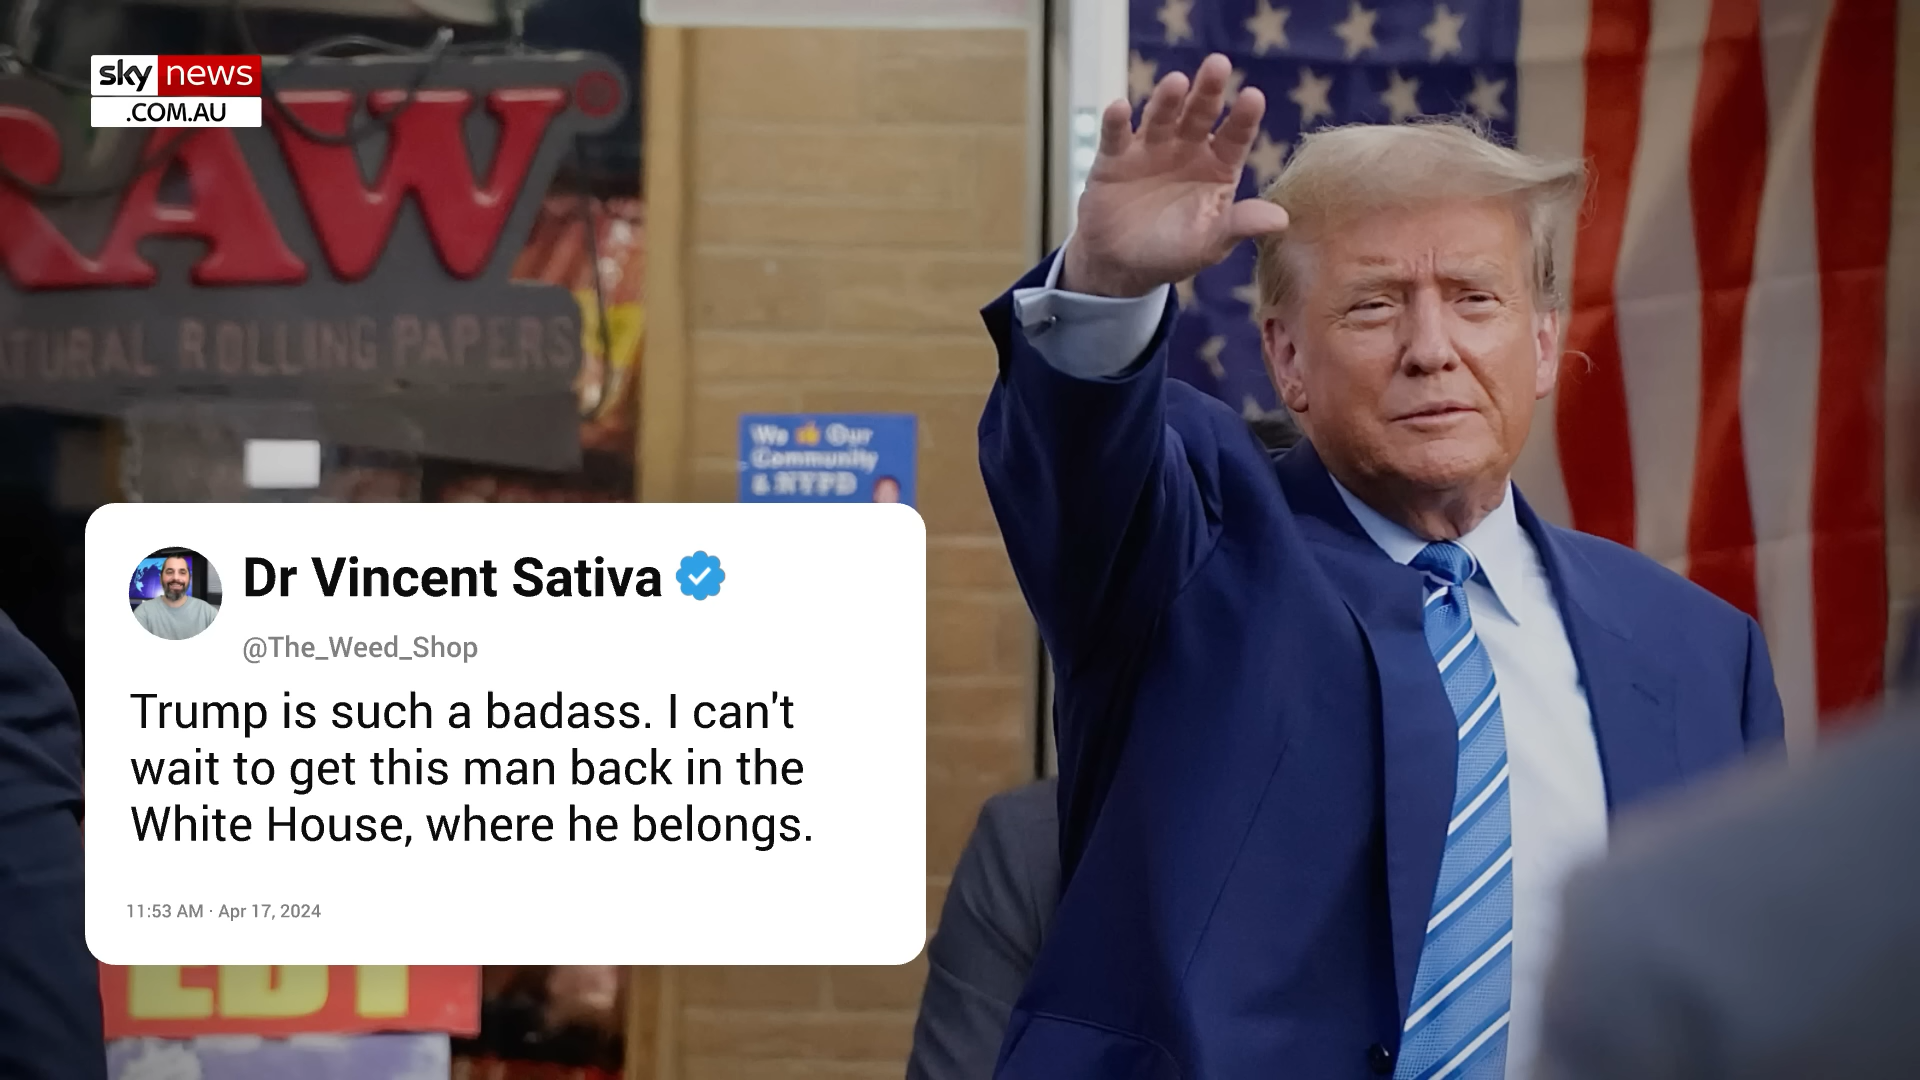 sky news
.COM.AU
RAW
ATURAL ROLLING PAPERS
We 👍 Our
Community
& NYPD
Dr Vincent Sativa
@The_Weed_Shop
Trump is such a badass. I can't
wait to get this man back in the
White House, where he belongs.
11:53 AM · Apr 17, 2024
EBT